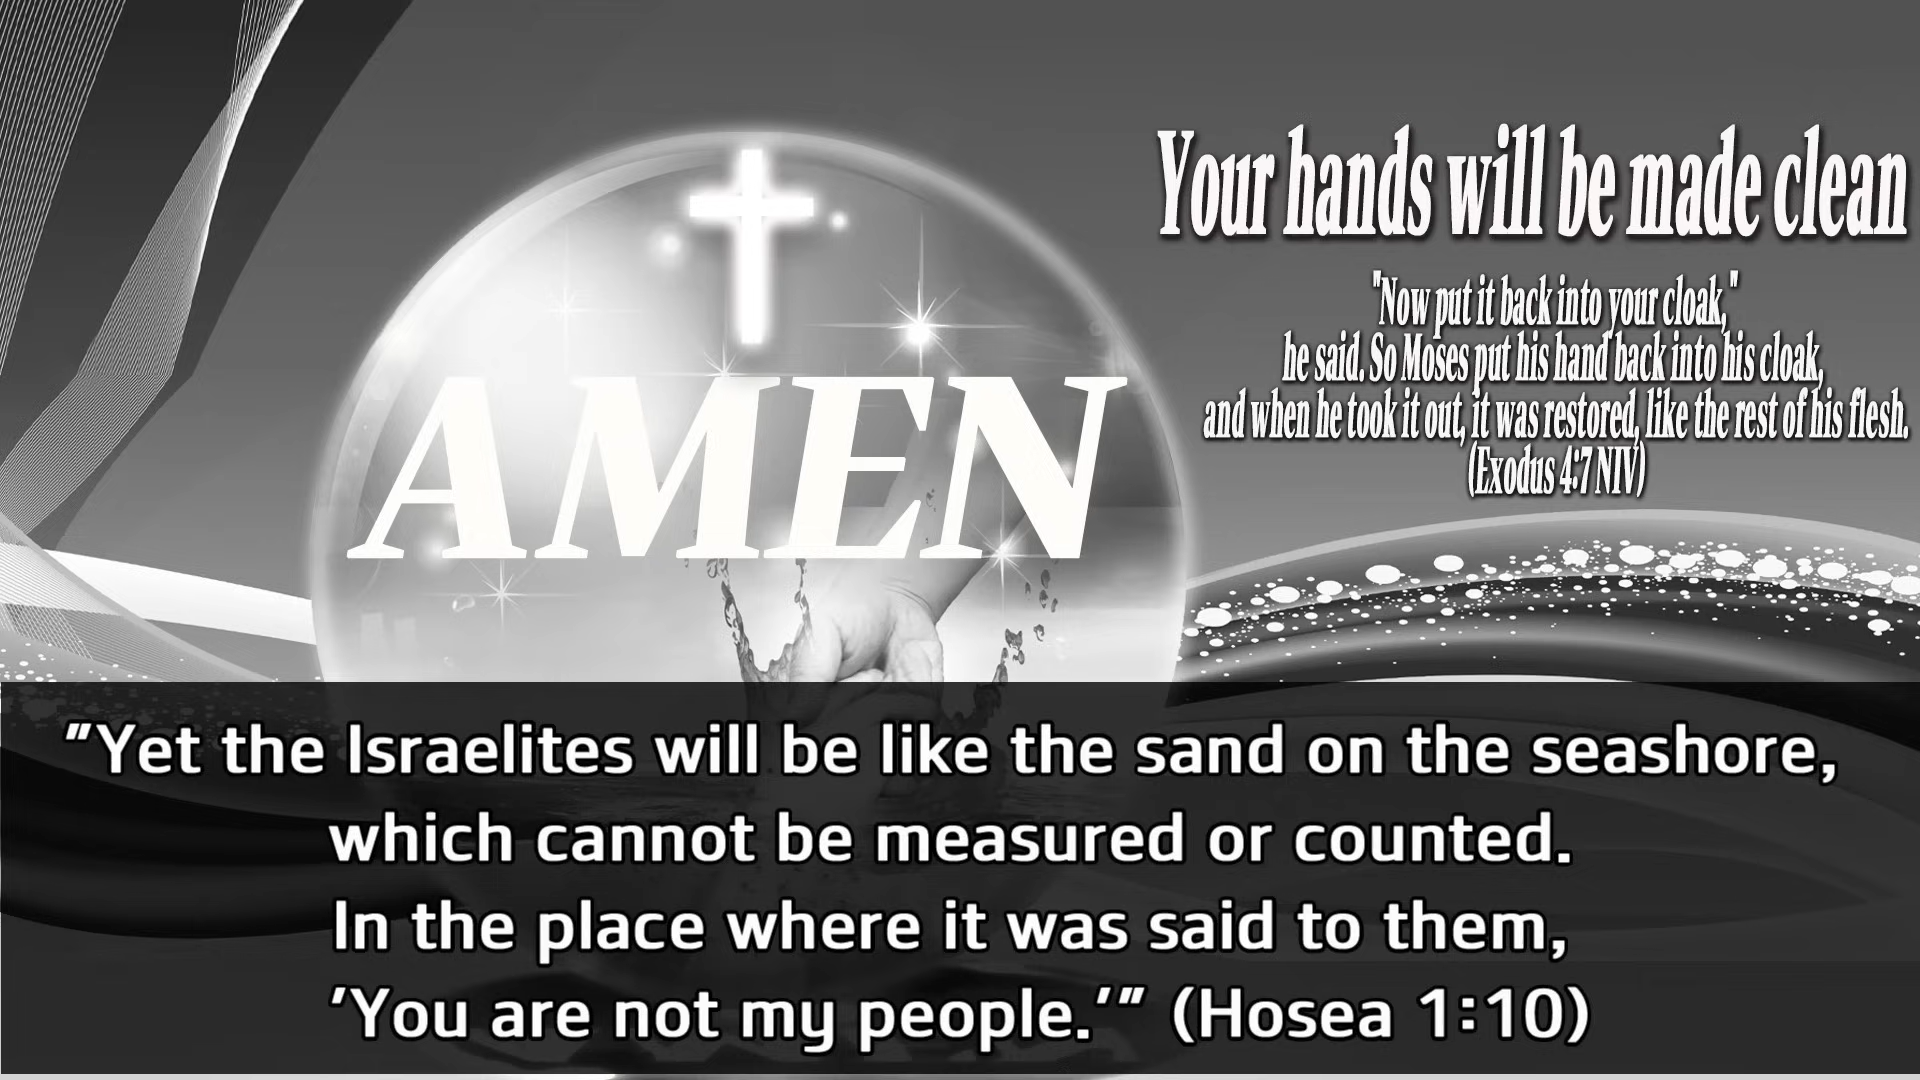 AMEN
Your hands will be made clean
"Now put it back into your cloak,"
he said. So Moses put his hand back into his cloak,
and when he took it out, it was restored, like the rest of his flesh.
(Exodus 4:7 NIV)
"Yet the Israelites will be like the sand on the seashore,
which cannot be measured or counted.
In the place where it was said to them,
'You are not my people.'" (Hosea 1:10)